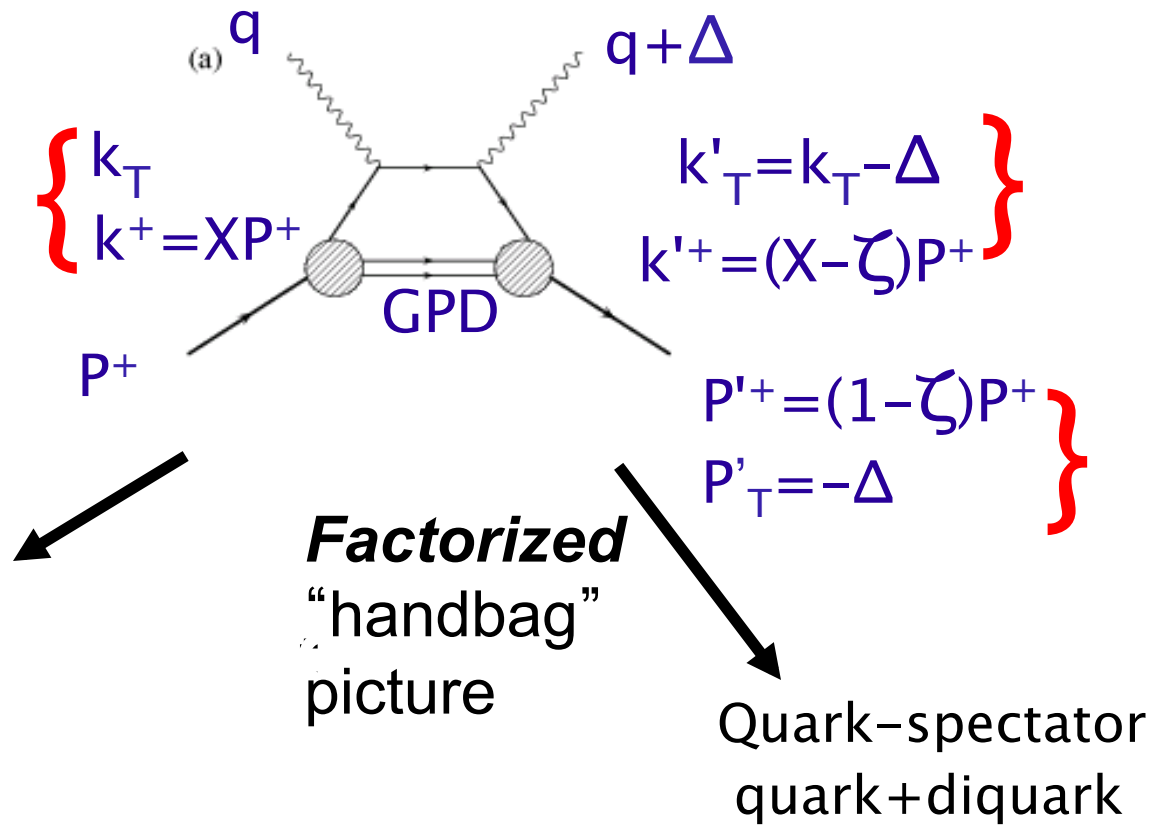 q
(a)
q+Δ
k_T
k⁺=XP⁺
k'_T=k_T–Δ
k'⁺=(X–ζ)P⁺
GPD
P⁺
P'⁺=(1–ζ)P⁺
P’_T=–Δ
Factorized
“handbag”
picture
Quark–spectator
quark+diquark